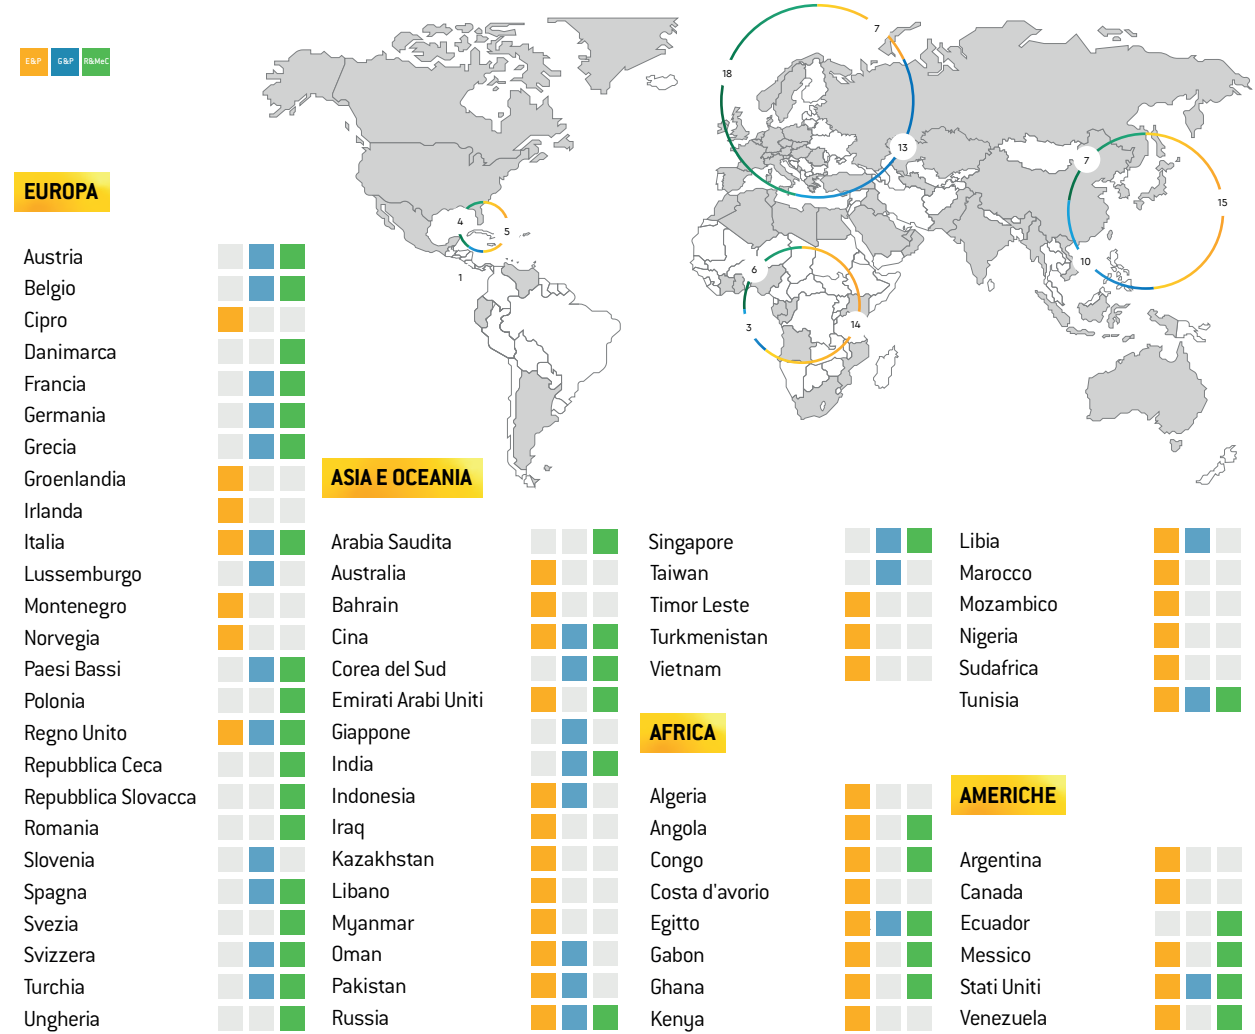 E&P G&P R&MeC
7
18
13
7
15
4
5
10
6
1
3
14
EUROPA
Austria
Belgio
Cipro
Danimarca
Francia
Germania
Grecia
Groenlandia
Irlanda
Italia
Lussemburgo
Montenegro
Norvegia
Paesi Bassi
Polonia
Regno Unito
Repubblica Ceca
Repubblica Slovacca
Romania
Slovenia
Spagna
Svezia
Svizzera
Turchia
Ungheria
ASIA E OCEANIA
Arabia Saudita
Australia
Bahrain
Cina
Corea del Sud
Emirati Arabi Uniti
Giappone
India
Indonesia
Iraq
Kazakhstan
Libano
Myanmar
Oman
Pakistan
Russia
Singapore
Taiwan
Timor Leste
Turkmenistan
Vietnam
AFRICA
Algeria
Angola
Congo
Costa d'avorio
Egitto
Gabon
Ghana
Kenya
Libia
Marocco
Mozambico
Nigeria
Sudafrica
Tunisia
AMERICHE
Argentina
Canada
Ecuador
Messico
Stati Uniti
Venezuela